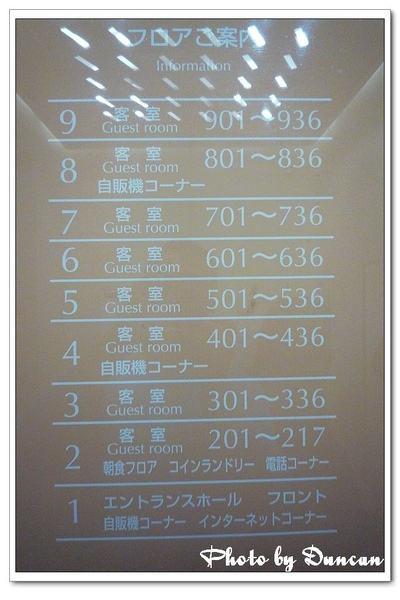 フロアご案内
Information
9 客 室 901〜936
Guest room
8 客 室 801〜836
Guest room
自販機コーナー
7 客 室 701〜736
Guest room
6 客 室 601〜636
Guest room
5 客 室 501〜536
Guest room
4 客 室 401〜436
Guest room
自販機コーナー
3 客 室 301〜336
Guest room
2 客 室 201〜217
Guest room
朝食フロア コインランドリー 電話コーナー
1 エントランスホール フロント
自販機コーナー インターネットコーナー
Photo by Duncan